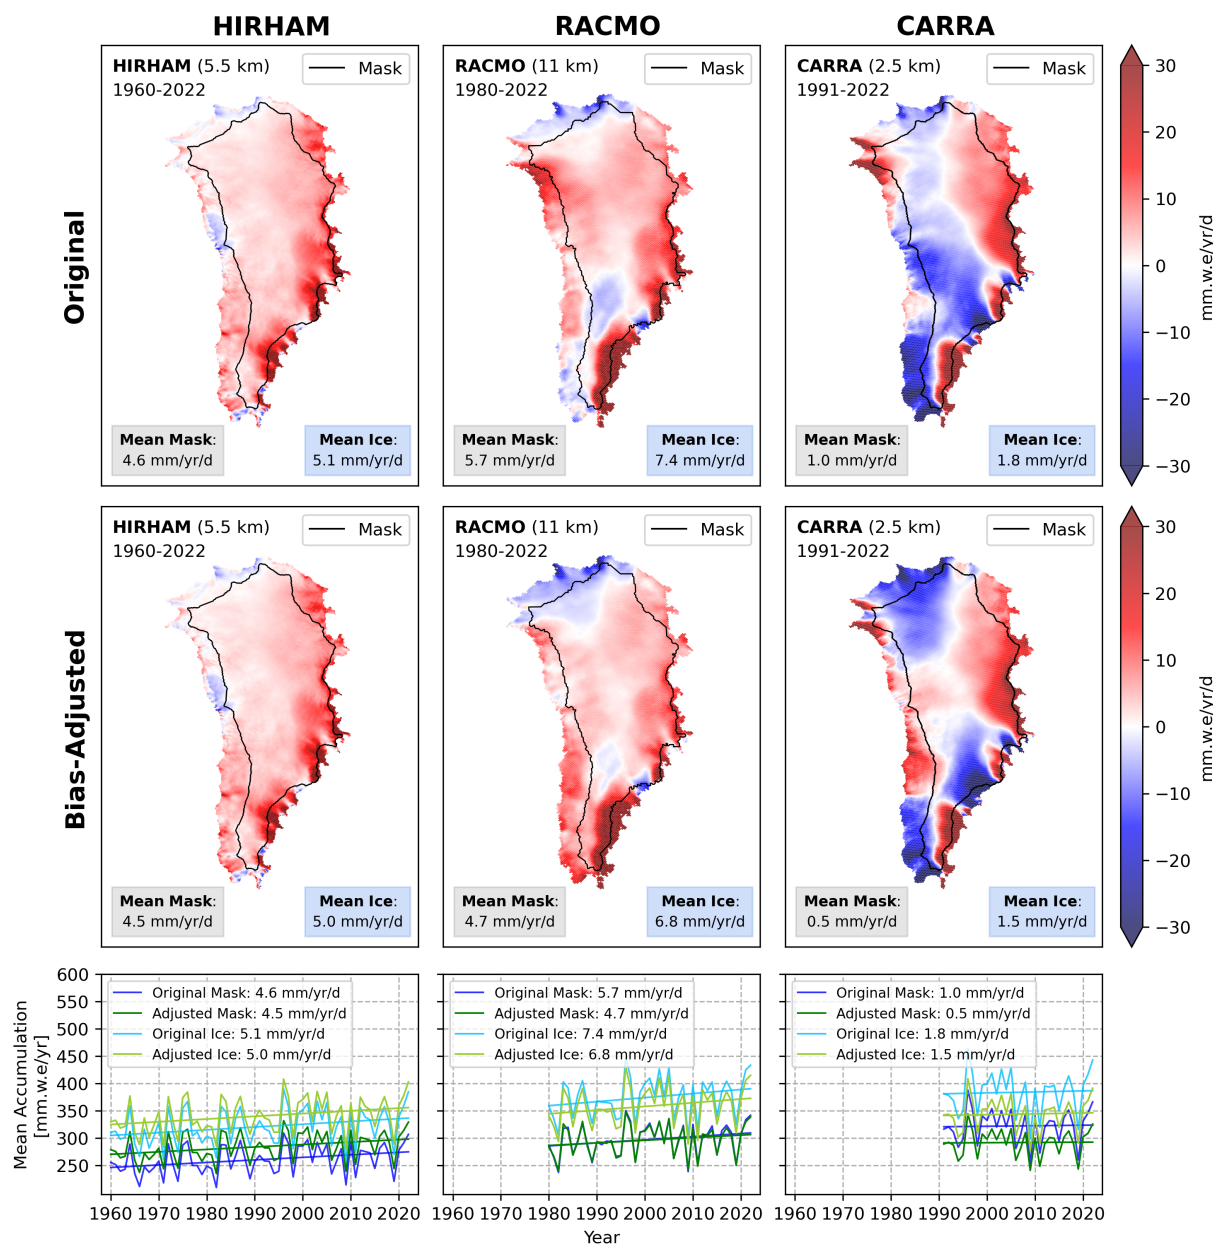 HIRHAM RACMO CARRA
Original
HIRHAM (5.5 km)
1960-2022
Mask
Mean Mask:
4.6 mm/yr/d
Mean Ice:
5.1 mm/yr/d
RACMO (11 km)
1980-2022
Mask
Mean Mask:
5.7 mm/yr/d
Mean Ice:
7.4 mm/yr/d
CARRA (2.5 km)
1991-2022
Mask
Mean Mask:
1.0 mm/yr/d
Mean Ice:
1.8 mm/yr/d
30
20
10
0
−10
−20
−30
mm.w.e/yr/d
Bias-Adjusted
HIRHAM (5.5 km)
1960-2022
Mask
Mean Mask:
4.5 mm/yr/d
Mean Ice:
5.0 mm/yr/d
RACMO (11 km)
1980-2022
Mask
Mean Mask:
4.7 mm/yr/d
Mean Ice:
6.8 mm/yr/d
CARRA (2.5 km)
1991-2022
Mask
Mean Mask:
0.5 mm/yr/d
Mean Ice:
1.5 mm/yr/d
30
20
10
0
−10
−20
−30
mm.w.e/yr/d
Mean Accumulation
[mm.w.e/yr]
600
550
500
450
400
350
300
250
Original Mask: 4.6 mm/yr/d
Adjusted Mask: 4.5 mm/yr/d
Original Ice: 5.1 mm/yr/d
Adjusted Ice: 5.0 mm/yr/d
1960 1970 1980 1990 2000 2010 2020
Original Mask: 5.7 mm/yr/d
Adjusted Mask: 4.7 mm/yr/d
Original Ice: 7.4 mm/yr/d
Adjusted Ice: 6.8 mm/yr/d
1960 1970 1980 1990 2000 2010 2020
Original Mask: 1.0 mm/yr/d
Adjusted Mask: 0.5 mm/yr/d
Original Ice: 1.8 mm/yr/d
Adjusted Ice: 1.5 mm/yr/d
1960 1970 1980 1990 2000 2010 2020
Year